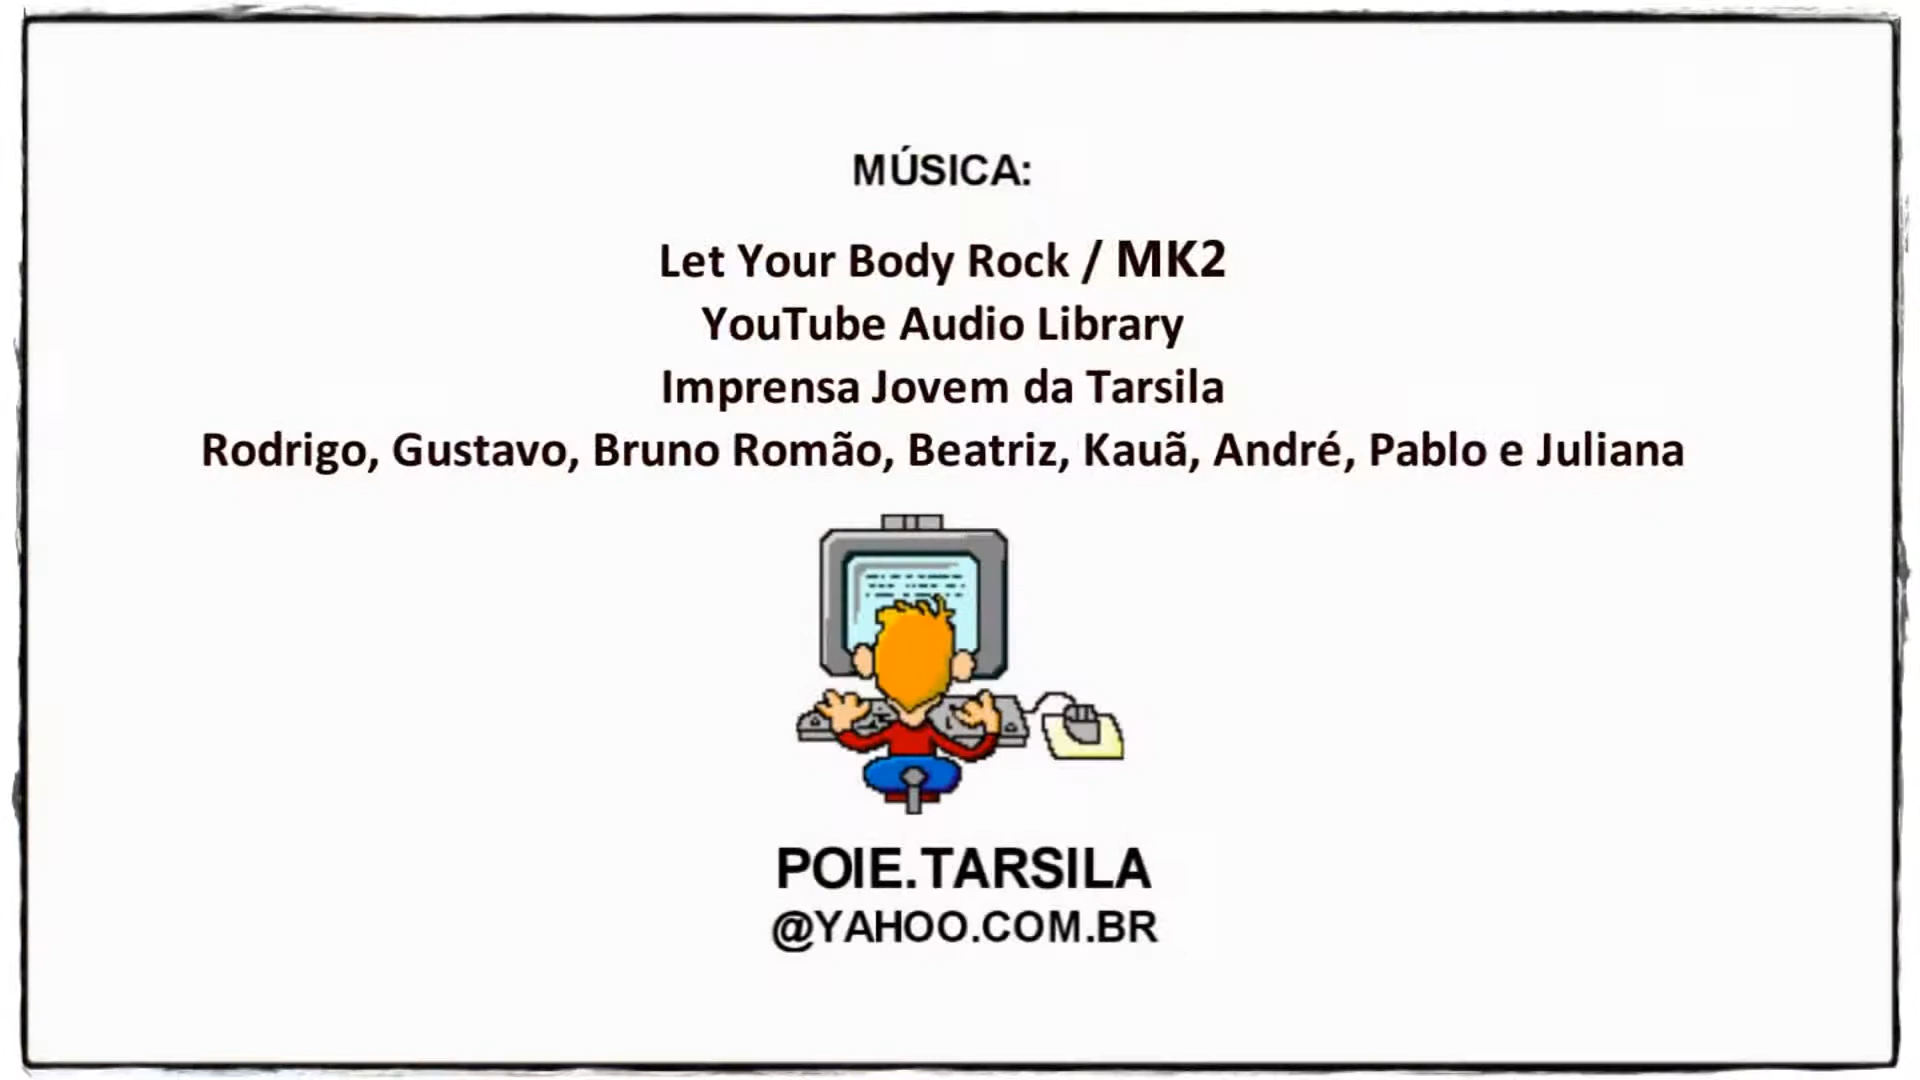 MÚSICA:
Let Your Body Rock / MK2
YouTube Audio Library
Imprensa Jovem da Tarsila
Rodrigo, Gustavo, Bruno Romão, Beatriz, Kauã, André, Pablo e Juliana
POIE.TARSILA
@YAHOO.COM.BR